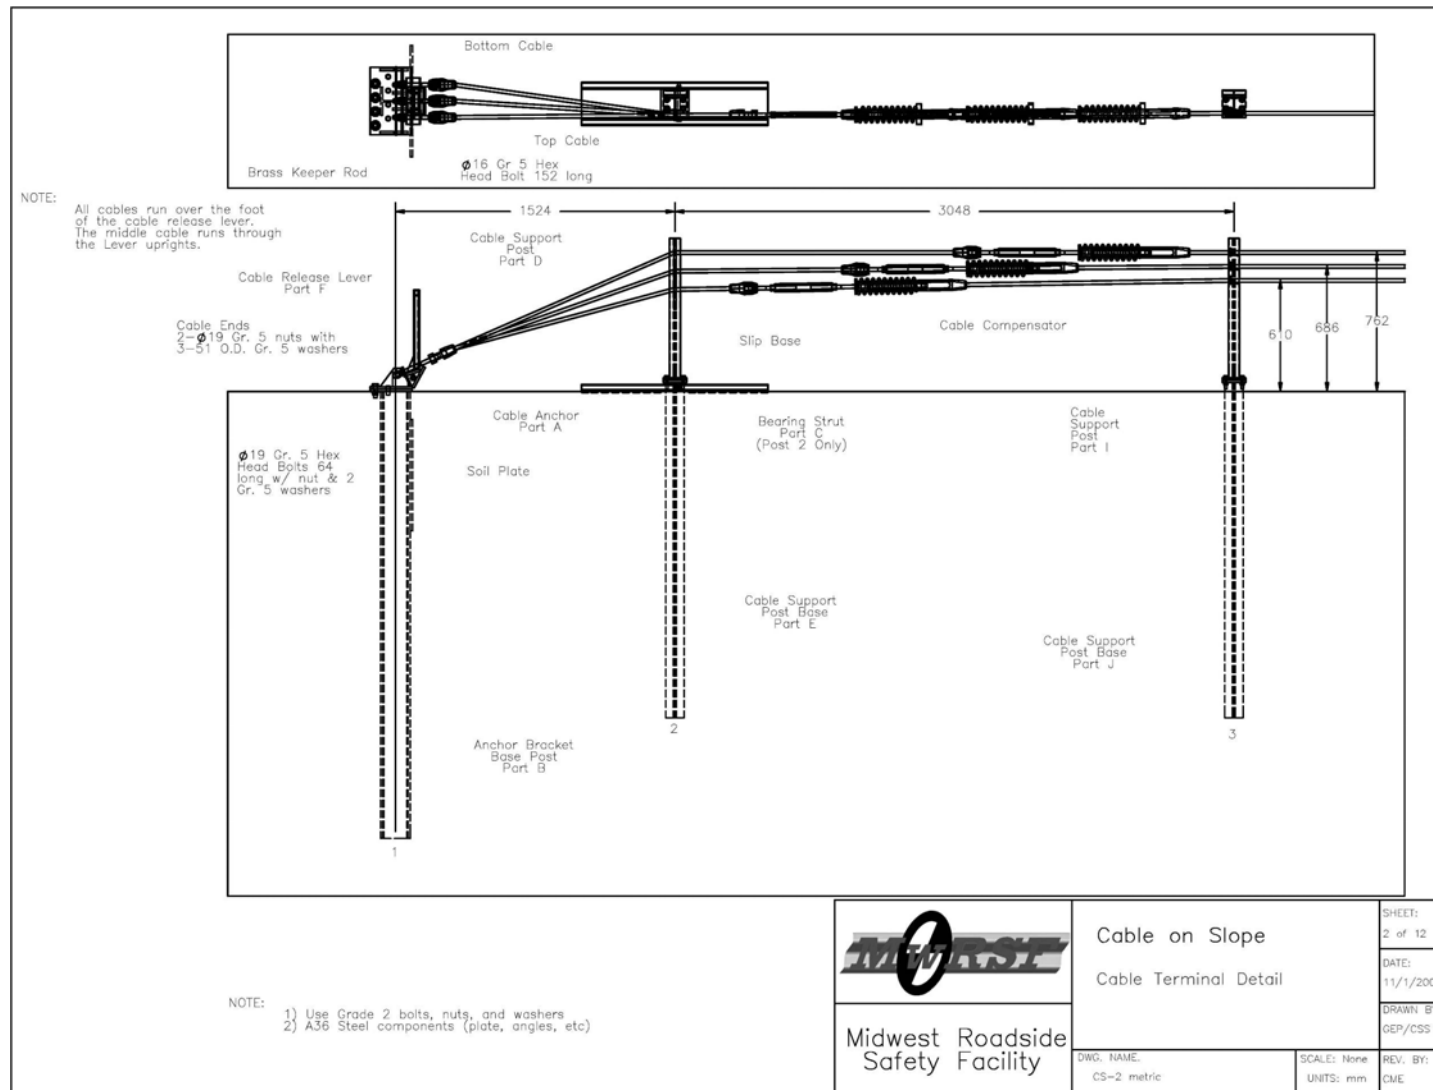 Bottom Cable
Top Cable
Brass Keeper Rod
ϕ16 Gr 5 Hex
Head Bolt 152 long
NOTE:
All cables run over the foot
of the cable release lever.
The middle cable runs through
the Lever uprights.
1524
3048
Cable Support
Post
Part D
Cable Release Lever
Part F
Cable Ends
2-ϕ19 Gr. 5 nuts with
3-51 O.D. Gr. 5 washers
Slip Base
Cable Compensator
610
686
762
Cable Anchor
Part A
Bearing Strut
Part C
(Post 2 Only)
Cable
Support
Post
Part I
ϕ19 Gr. 5 Hex
Head Bolts 64
long w/ nut & 2
Gr. 5 washers
Soil Plate
Cable Support
Post Base
Part E
Cable Support
Post Base
Part J
Anchor Bracket
Base Post
Part B
1
2
3
NOTE:
1) Use Grade 2 bolts, nuts, and washers
2) A36 Steel components (plate, angles, etc)
MwRSF
Midwest Roadside
Safety Facility
Cable on Slope
Cable Terminal Detail
DWG. NAME.
CS-2 metric
SCALE: None
UNITS: mm
SHEET:
2 of 12
DATE:
11/1/200
DRAWN B
GEP/CSS
REV. BY:
CME